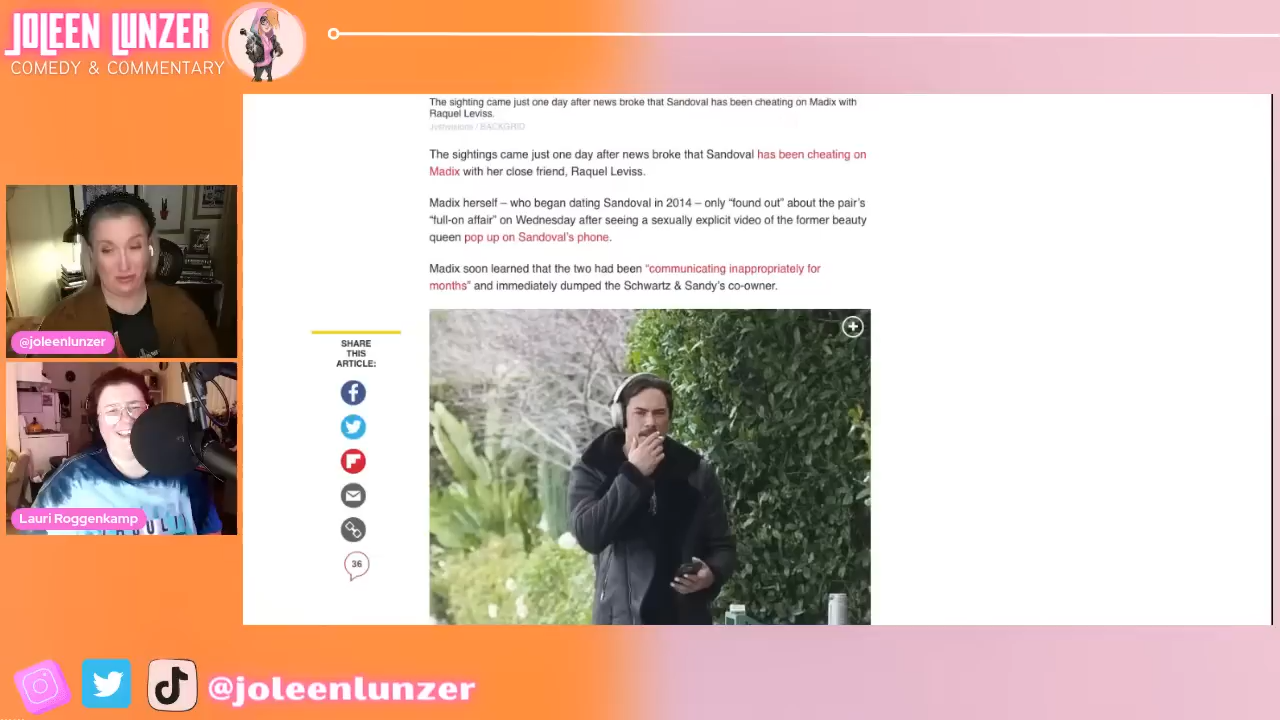 JOLEEN LUNZER
COMEDY & COMMENTARY
The sighting came just one day after news broke that Sandoval has been cheating on Madix with
Raquel Leviss.
/ BACKGRID
The sightings came just one day after news broke that Sandoval has been cheating on
Madix with her close friend, Raquel Leviss.
Madix herself – who began dating Sandoval in 2014 – only “found out” about the pair’s
“full-on affair” on Wednesday after seeing a sexually explicit video of the former beauty
queen pop up on Sandoval’s phone.
Madix soon learned that the two had been “communicating inappropriately for
months” and immediately dumped the Schwartz & Sandy’s co-owner.
SHARE
THIS
ARTICLE:
36
@joleenlunzer
Lauri Roggenkamp
@joleenlunzer